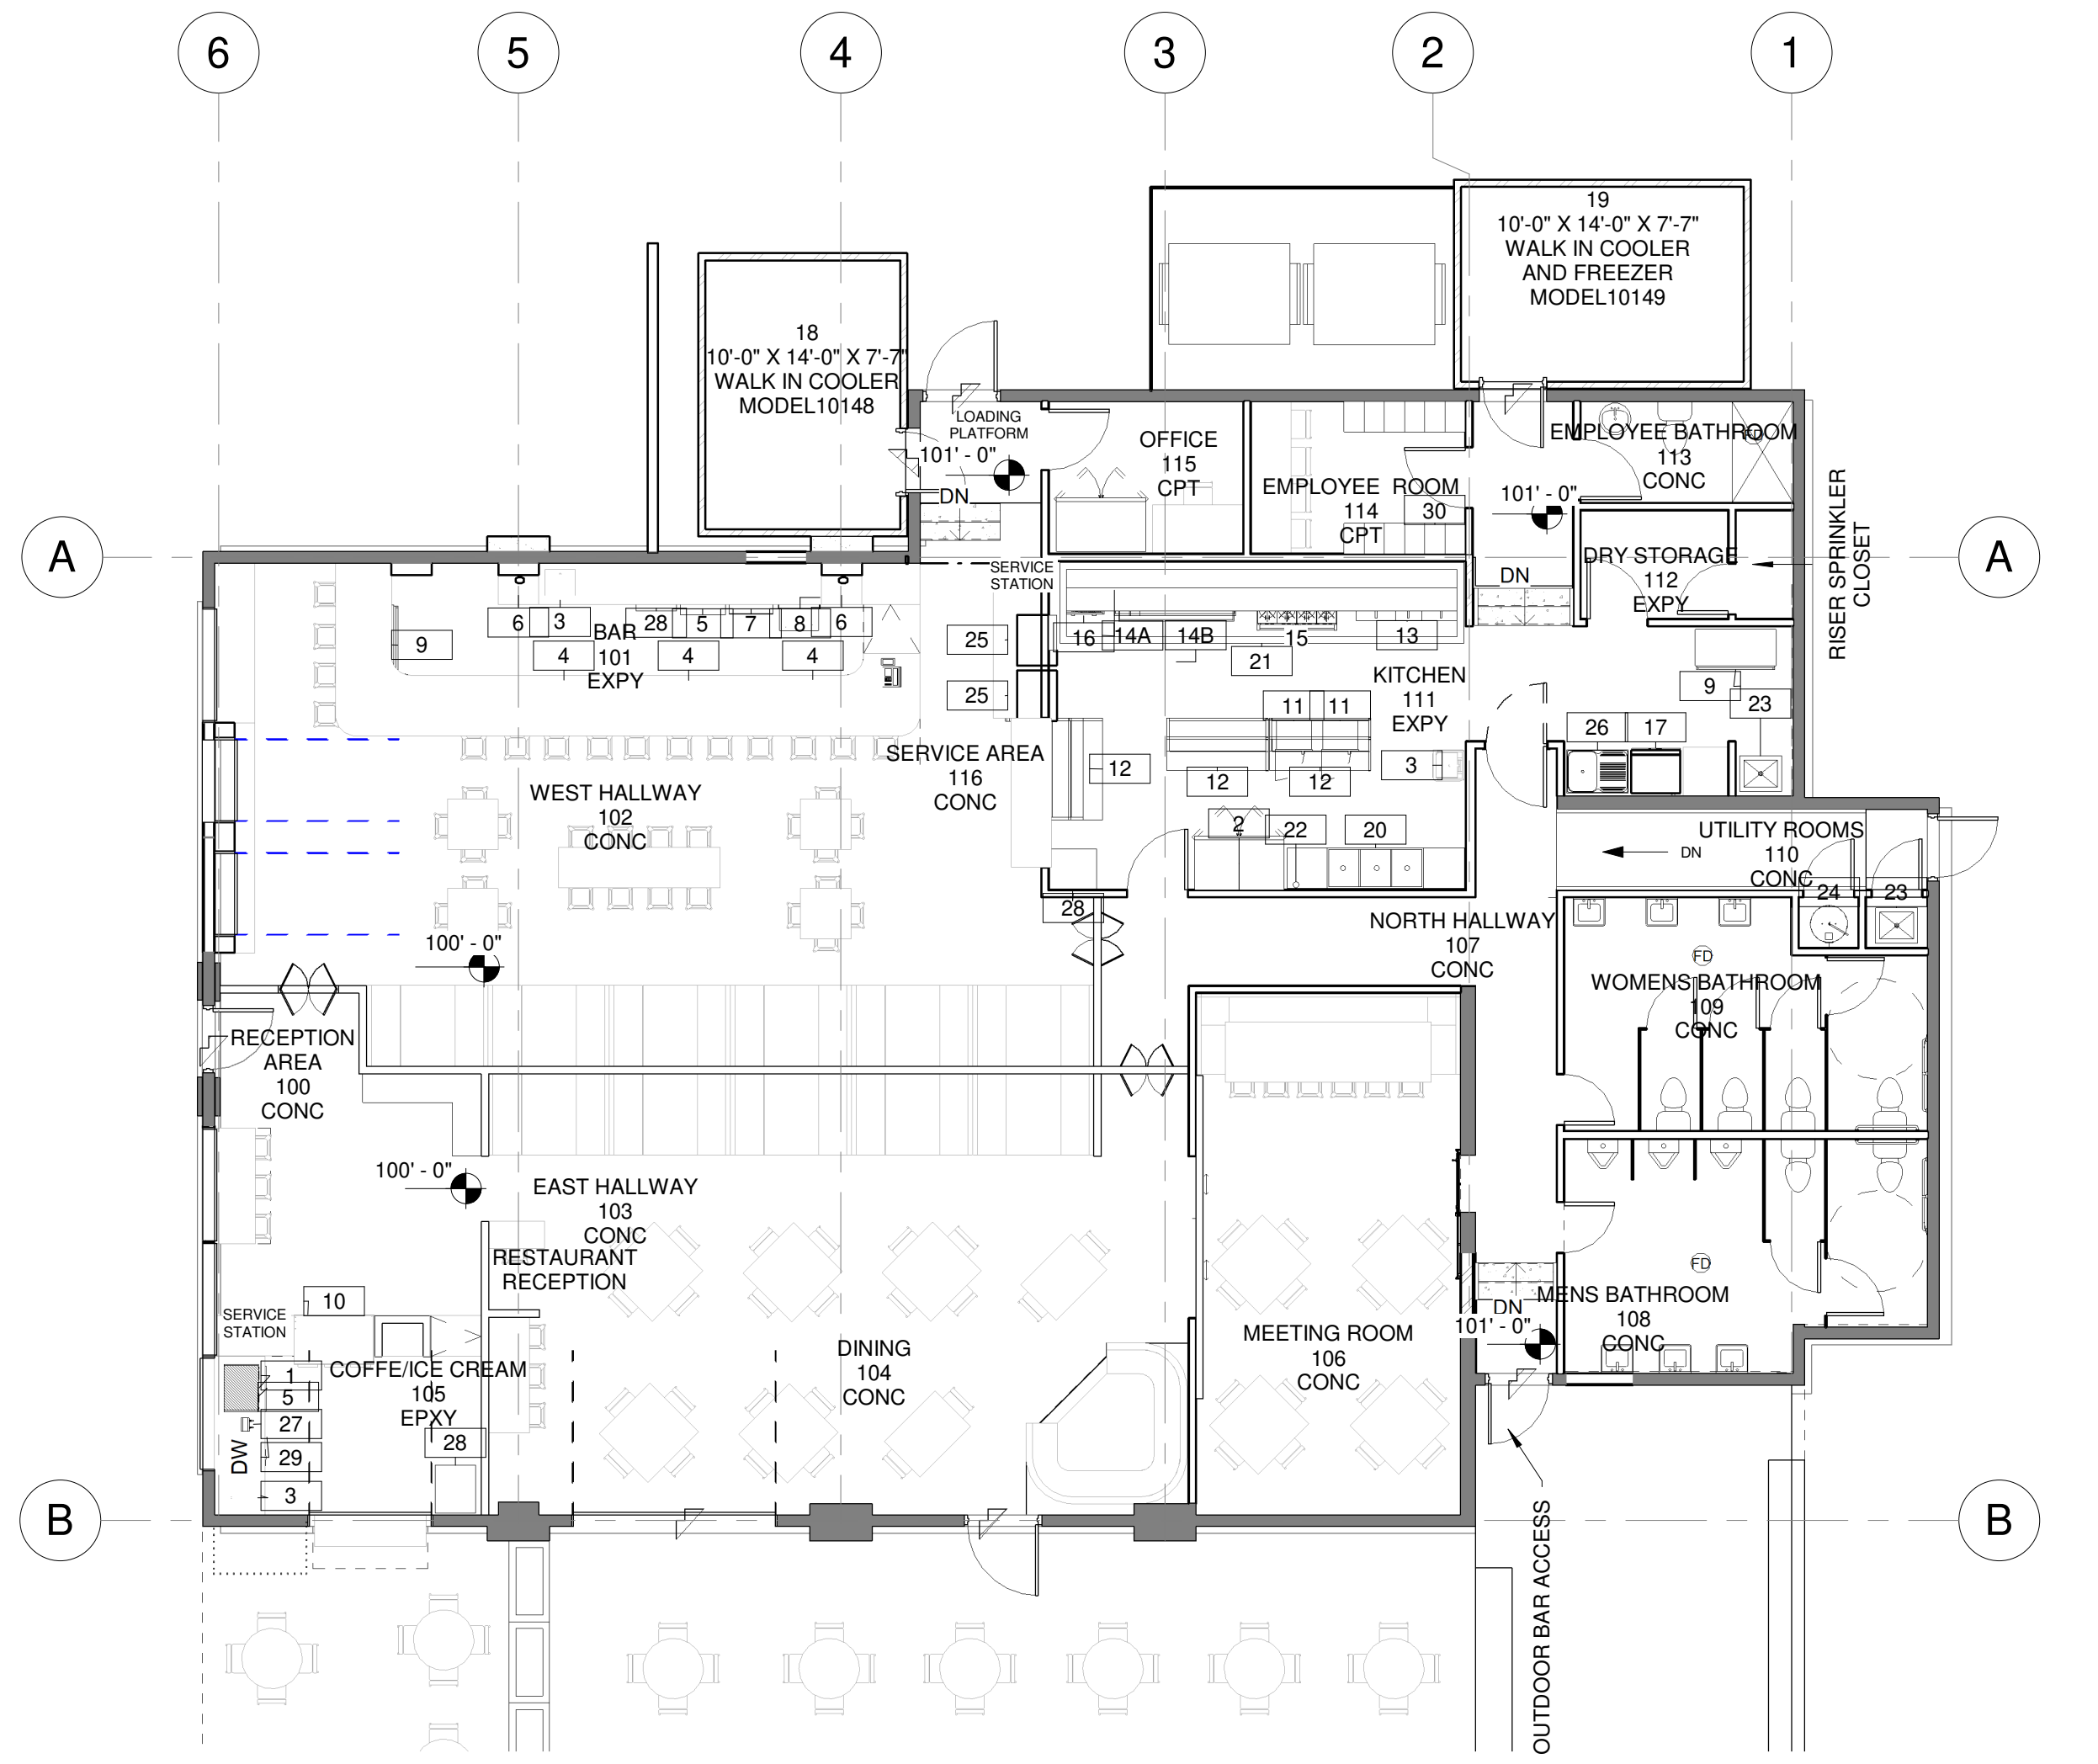 6
5
4
3
2
1
19
10'-0" X 14'-0" X 7'-7"
WALK IN COOLER
AND FREEZER
MODEL10149
18
10'-0" X 14'-0" X 7'-7"
WALK IN COOLER
MODEL10148
LOADING
PLATFORM
101' - 0"
DN
OFFICE
115
CPT
EMPLOYEE ROOM
114
CPT
30
EMPLOYEE BATHROOM
FD
113
CONC
101' - 0"
RISER SPRINKLER
CLOSET
A
A
DRY STORAGE
112
EXPY
DN
SERVICE
STATION
9
6
3
28
5
7
8
6
4
4
4
BAR
101
EXPY
25
25
16
14A
14B
15
13
21
KITCHEN
111
EXPY
11
11
12
12
12
3
2
22
20
9
23
26
17
SERVICE AREA
116
CONC
WEST HALLWAY
102
CONC
100' - 0"
28
UTILITY ROOMS
110
CONC
DN
24
23
NORTH HALLWAY
107
CONC
FD
WOMENS BATHROOM
109
CONC
RECEPTION
AREA
100
CONC
100' - 0"
EAST HALLWAY
103
CONC
RESTAURANT
RECEPTION
10
SERVICE
STATION
COFFE/ICE CREAM
105
EPXY
1
5
27
29
3
DW
28
DINING
104
CONC
MEETING ROOM
106
CONC
FD
MENS BATHROOM
108
CONC
DN
101' - 0"
B
B
OUTDOOR BAR ACCESS